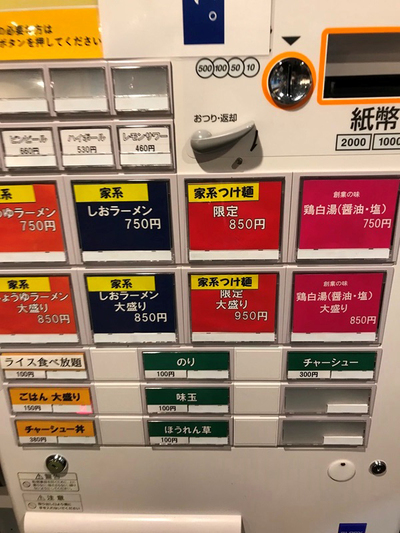 の必要な方は
ボタンを押してください
500 100 50 10
おつり・返却
紙幣
2000 1000
ビンビール
660円
ハイボール
530円
レモンサワー
460円
家系
ゆラーメン
750円
家系
しおラーメン
750円
家系つけ麺
限定
850円
創業の味
鶏白湯(醤油・塩)
750円
家系
ょうゆラーメン
大盛り
850円
家系
しおラーメン
大盛り
850円
家系つけ麺
限定
大盛り
950円
創業の味
鶏白湯(醤油・塩)
大盛り
850円
ライス食べ放題
100円
のり
100円
チャーシュー
300円
ごはん 大盛り
150円
味玉
100円
チャーシュー丼
380円
ほうれん草
100円
注意